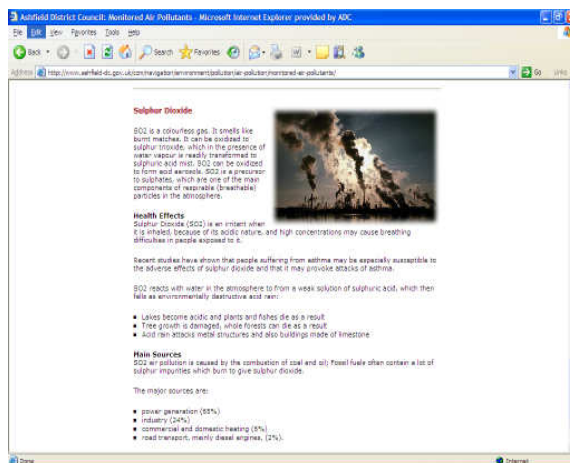 Ashfield District Council: Monitored Air Pollutants - Microsoft Internet Explorer provided by ADC
File Edit View Favorites Tools Help
Back Search Favorites
Address http://www.ashfield-dc.gov.uk/ccm/navigation/environment/pollution/air-pollution/monitored-air-pollutants/ Go Links
Sulphur Dioxide
SO2 is a colourless gas. It smells like
burnt matches. It can be oxidized to
sulphur trioxide, which in the presence of
water vapour is readily transformed to
sulphuric acid mist. SO2 can be oxidized
to form acid aerosols. SO2 is a precursor
to sulphates, which are one of the main
components of respirable (breathable)
particles in the atmosphere.
Health Effects
Sulphur Dioxide (SO2) is an irritant when
it is inhaled, because of its acidic nature, and high concentrations may cause breathing
difficulties in people exposed to it.
Recent studies have shown that people suffering from asthma may be especially susceptible to
the adverse effects of sulphur dioxide and that it may provoke attacks of asthma.
SO2 reacts with water in the atmosphere to from a weak solution of sulphuric acid, which then
falls as environmentally destructive acid rain:
Lakes become acidic and plants and fishes die as a result
Tree growth is damaged, whole forests can die as a result
Acid rain attacks metal structures and also buildings made of limestone
Main Sources
SO2 air pollution is caused by the combustion of coal and oil; Fossil fuels often contain a lot of
sulphur impurities which burn to give sulphur dioxide.
The major sources are:
power generation (65%)
industry (24%)
commercial and domestic heating (5%)
road transport, mainly diesel engines, (2%).
Done Internet